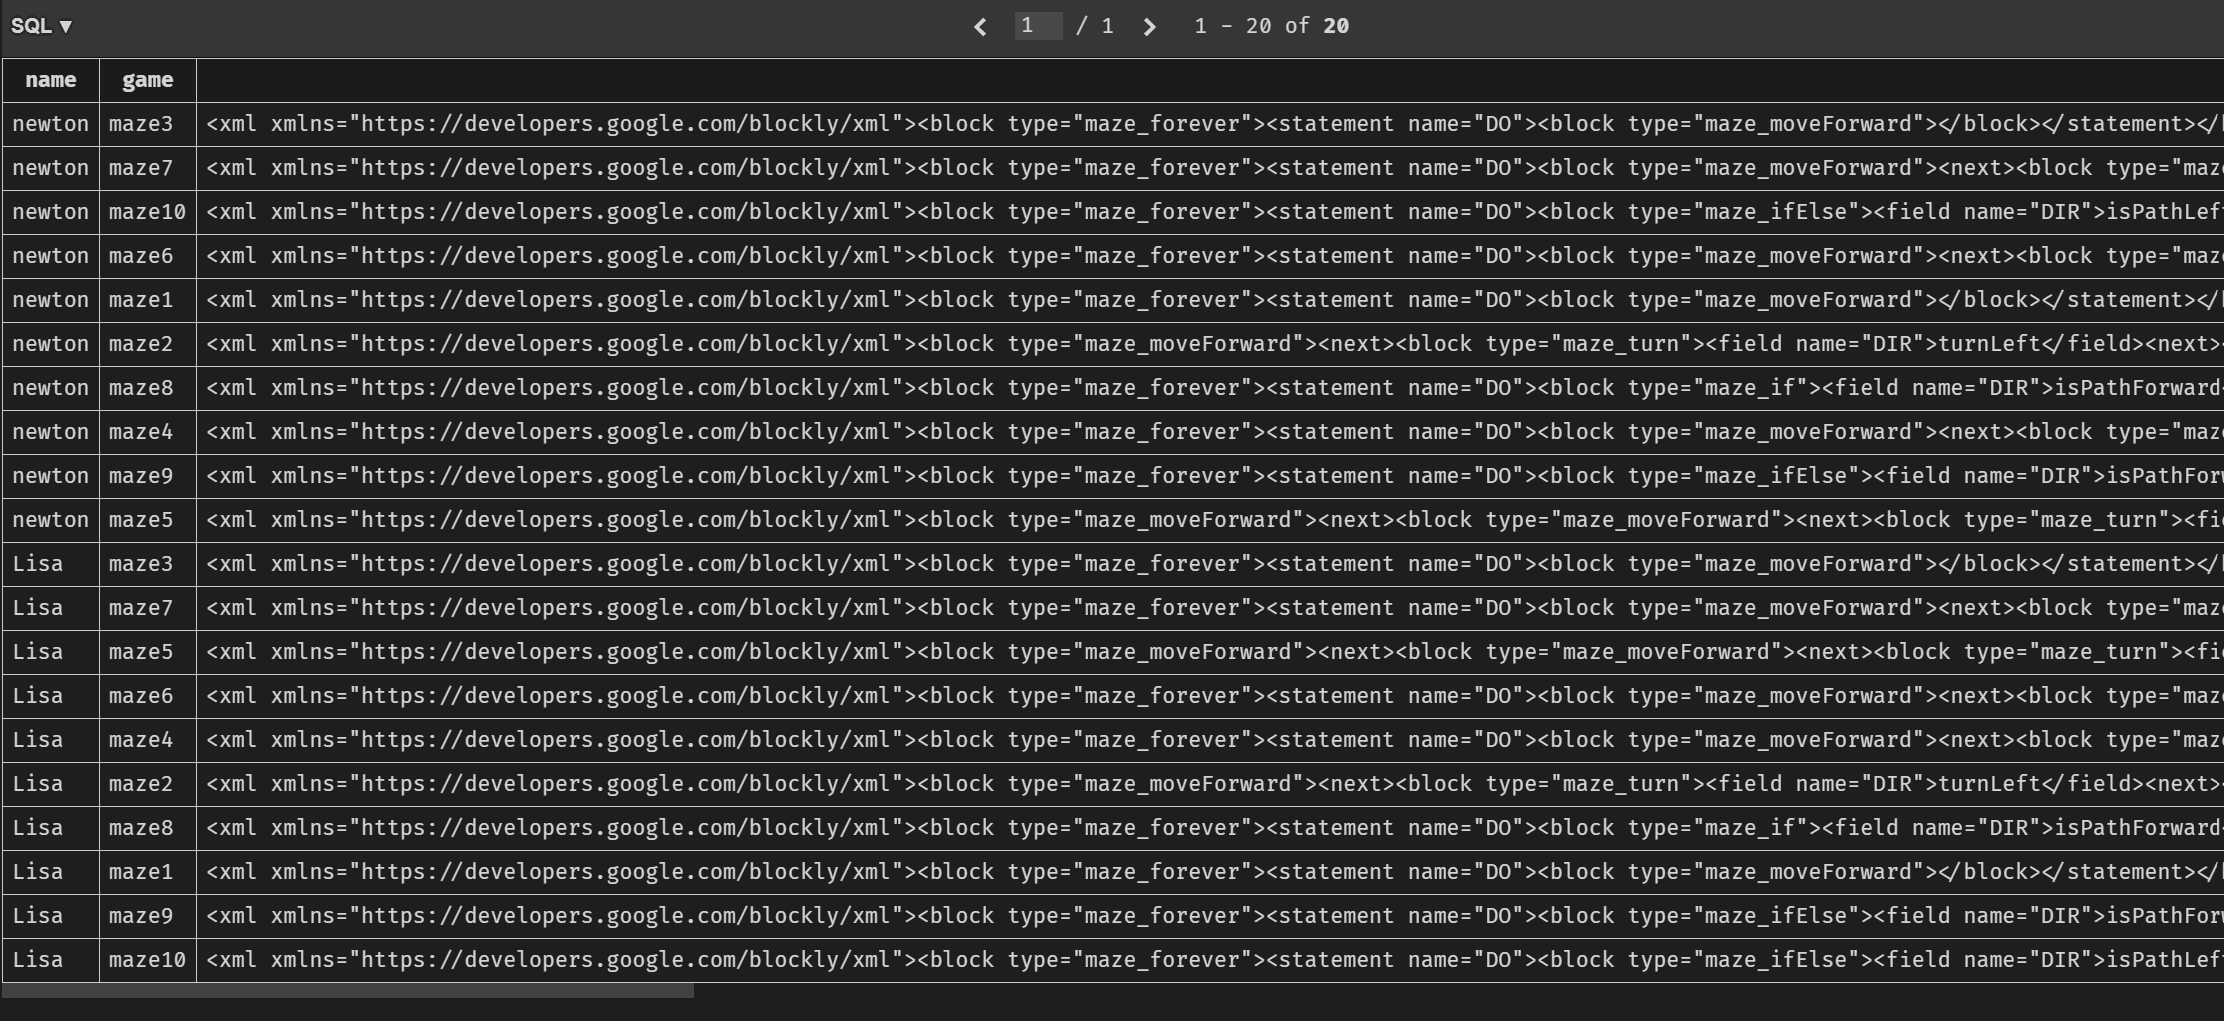 SQL ▼ 1 / 1 1 – 20 of 20
name game
newton maze3 <xml xmlns="https://developers.google.com/blockly/xml"><block type="maze_forever"><statement name="DO"><block type="maze_moveForward"></block></statement></
newton maze7 <xml xmlns="https://developers.google.com/blockly/xml"><block type="maze_forever"><statement name="DO"><block type="maze_moveForward"><next><block type="maz
newton maze10 <xml xmlns="https://developers.google.com/blockly/xml"><block type="maze_forever"><statement name="DO"><block type="maze_ifElse"><field name="DIR">isPathLef
newton maze6 <xml xmlns="https://developers.google.com/blockly/xml"><block type="maze_forever"><statement name="DO"><block type="maze_moveForward"><next><block type="maz
newton maze1 <xml xmlns="https://developers.google.com/blockly/xml"><block type="maze_forever"><statement name="DO"><block type="maze_moveForward"></block></statement></
newton maze2 <xml xmlns="https://developers.google.com/blockly/xml"><block type="maze_moveForward"><next><block type="maze_turn"><field name="DIR">turnLeft</field><next>
newton maze8 <xml xmlns="https://developers.google.com/blockly/xml"><block type="maze_forever"><statement name="DO"><block type="maze_if"><field name="DIR">isPathForward
newton maze4 <xml xmlns="https://developers.google.com/blockly/xml"><block type="maze_forever"><statement name="DO"><block type="maze_moveForward"><next><block type="maz
newton maze9 <xml xmlns="https://developers.google.com/blockly/xml"><block type="maze_forever"><statement name="DO"><block type="maze_ifElse"><field name="DIR">isPathFor
newton maze5 <xml xmlns="https://developers.google.com/blockly/xml"><block type="maze_moveForward"><next><block type="maze_moveForward"><next><block type="maze_turn"><fi
Lisa maze3 <xml xmlns="https://developers.google.com/blockly/xml"><block type="maze_forever"><statement name="DO"><block type="maze_moveForward"></block></statement></
Lisa maze7 <xml xmlns="https://developers.google.com/blockly/xml"><block type="maze_forever"><statement name="DO"><block type="maze_moveForward"><next><block type="maz
Lisa maze5 <xml xmlns="https://developers.google.com/blockly/xml"><block type="maze_moveForward"><next><block type="maze_moveForward"><next><block type="maze_turn"><fi
Lisa maze6 <xml xmlns="https://developers.google.com/blockly/xml"><block type="maze_forever"><statement name="DO"><block type="maze_moveForward"><next><block type="maz
Lisa maze4 <xml xmlns="https://developers.google.com/blockly/xml"><block type="maze_forever"><statement name="DO"><block type="maze_moveForward"><next><block type="maz
Lisa maze2 <xml xmlns="https://developers.google.com/blockly/xml"><block type="maze_moveForward"><next><block type="maze_turn"><field name="DIR">turnLeft</field><next>
Lisa maze8 <xml xmlns="https://developers.google.com/blockly/xml"><block type="maze_forever"><statement name="DO"><block type="maze_if"><field name="DIR">isPathForward
Lisa maze1 <xml xmlns="https://developers.google.com/blockly/xml"><block type="maze_forever"><statement name="DO"><block type="maze_moveForward"></block></statement></
Lisa maze9 <xml xmlns="https://developers.google.com/blockly/xml"><block type="maze_forever"><statement name="DO"><block type="maze_ifElse"><field name="DIR">isPathFor
Lisa maze10 <xml xmlns="https://developers.google.com/blockly/xml"><block type="maze_forever"><statement name="DO"><block type="maze_ifElse"><field name="DIR">isPathLef